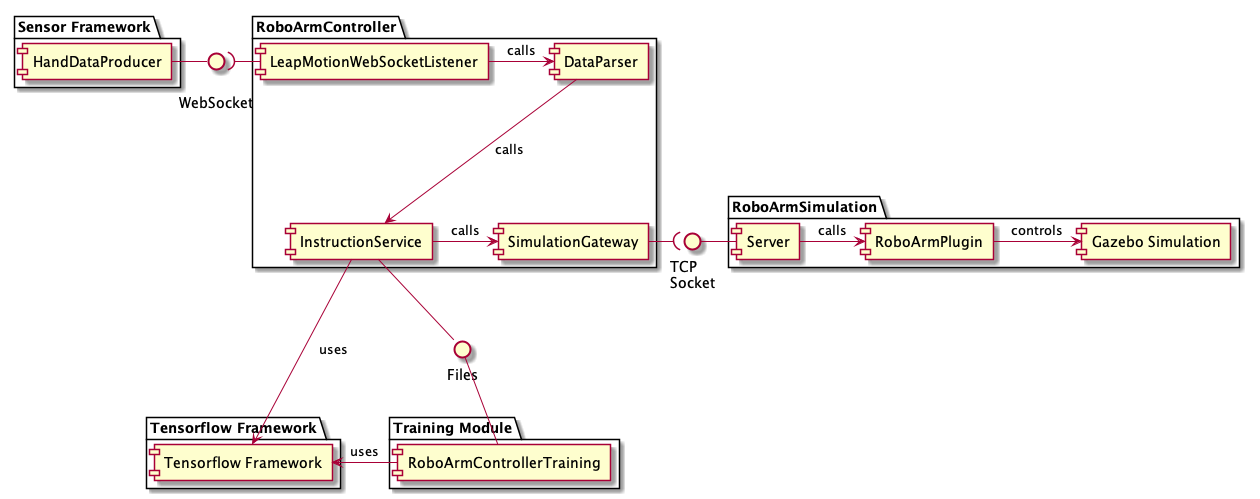 Sensor Framework
RoboArmController
HandDataProducer
LeapMotionWebSocketListener
calls
DataParser
WebSocket
calls
RoboArmSimulation
InstructionService
calls
SimulationGateway
Server
calls
RoboArmPlugin
controls
Gazebo Simulation
TCP
Socket
uses
Files
Tensorflow Framework
Training Module
Tensorflow Framework
uses
RoboArmControllerTraining